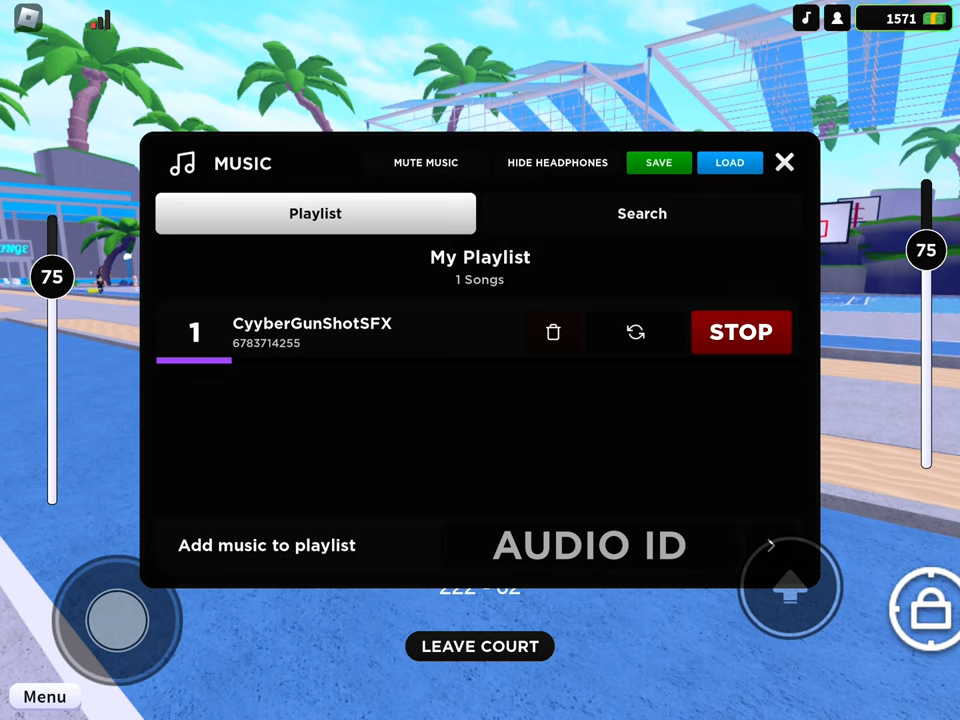 1571
MUSIC
MUTE MUSIC
HIDE HEADPHONES
SAVE
LOAD
Playlist
Search
My Playlist
1 Songs
75
75
1
CyyberGunShotSFX
6783714255
STOP
Add music to playlist
AUDIO ID
LEAVE COURT
Menu